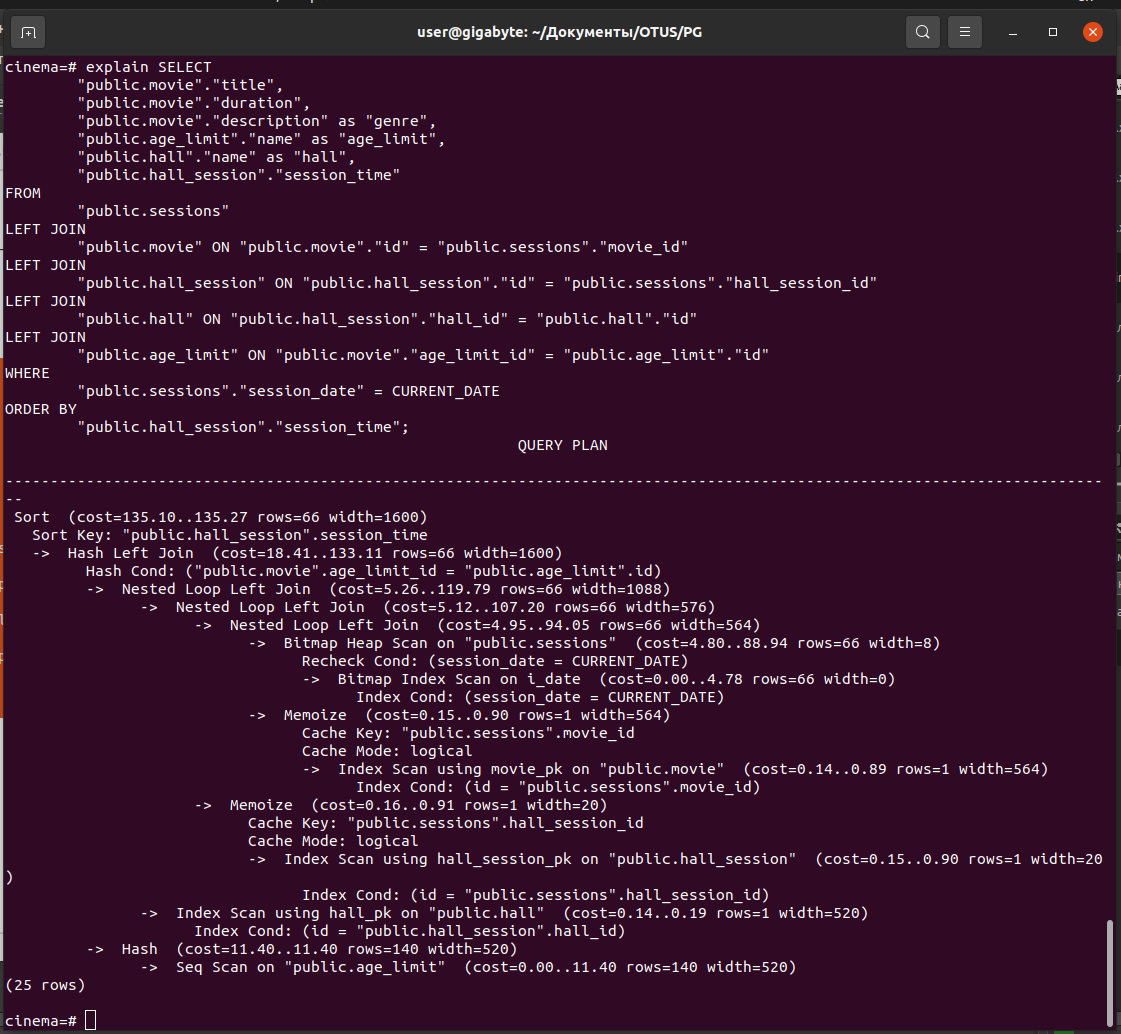 user@gigabyte: ~/Документы/OTUS/PG
cinema=# explain SELECT
"public.movie"."title",
"public.movie"."duration",
"public.movie"."description" as "genre",
"public.age_limit"."name" as "age_limit",
"public.hall"."name" as "hall",
"public.hall_session"."session_time"
FROM
"public.sessions"
LEFT JOIN
"public.movie" ON "public.movie"."id" = "public.sessions"."movie_id"
LEFT JOIN
"public.hall_session" ON "public.hall_session"."id" = "public.sessions"."hall_session_id"
LEFT JOIN
"public.hall" ON "public.hall_session"."hall_id" = "public.hall"."id"
LEFT JOIN
"public.age_limit" ON "public.movie"."age_limit_id" = "public.age_limit"."id"
WHERE
"public.sessions"."session_date" = CURRENT_DATE
ORDER BY
"public.hall_session"."session_time";
QUERY PLAN
--------------------------------------------------------------------------------------------------------------------------
--
Sort  (cost=135.10..135.27 rows=66 width=1600)
Sort Key: "public.hall_session".session_time
->  Hash Left Join  (cost=18.41..133.11 rows=66 width=1600)
Hash Cond: ("public.movie".age_limit_id = "public.age_limit".id)
->  Nested Loop Left Join  (cost=5.26..119.79 rows=66 width=1088)
->  Nested Loop Left Join  (cost=5.12..107.20 rows=66 width=576)
->  Nested Loop Left Join  (cost=4.95..94.05 rows=66 width=564)
->  Bitmap Heap Scan on "public.sessions"  (cost=4.80..88.94 rows=66 width=8)
Recheck Cond: (session_date = CURRENT_DATE)
->  Bitmap Index Scan on i_date  (cost=0.00..4.78 rows=66 width=0)
Index Cond: (session_date = CURRENT_DATE)
->  Memoize  (cost=0.15..0.90 rows=1 width=564)
Cache Key: "public.sessions".movie_id
Cache Mode: logical
->  Index Scan using movie_pk on "public.movie"  (cost=0.14..0.89 rows=1 width=564)
Index Cond: (id = "public.sessions".movie_id)
->  Memoize  (cost=0.16..0.91 rows=1 width=20)
Cache Key: "public.sessions".hall_session_id
Cache Mode: logical
->  Index Scan using hall_session_pk on "public.hall_session"  (cost=0.15..0.90 rows=1 width=20
)
Index Cond: (id = "public.sessions".hall_session_id)
->  Index Scan using hall_pk on "public.hall"  (cost=0.14..0.19 rows=1 width=520)
Index Cond: (id = "public.hall_session".hall_id)
->  Hash  (cost=11.40..11.40 rows=140 width=520)
->  Seq Scan on "public.age_limit"  (cost=0.00..11.40 rows=140 width=520)
(25 rows)
cinema=#